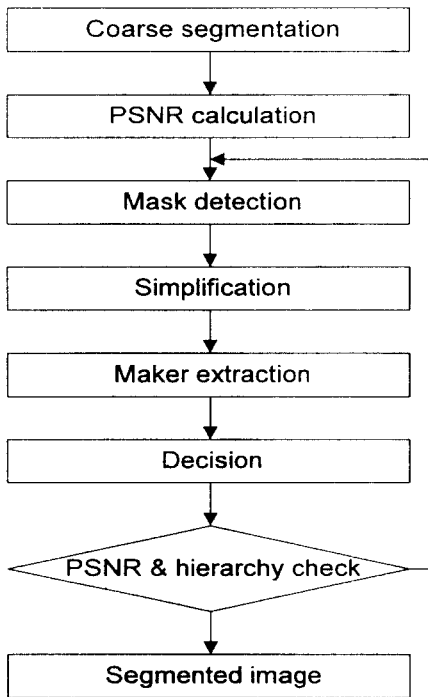 Coarse segmentation
PSNR calculation
Mask detection
Simplification
Maker extraction
Decision
PSNR & hierarchy check
Segmented image